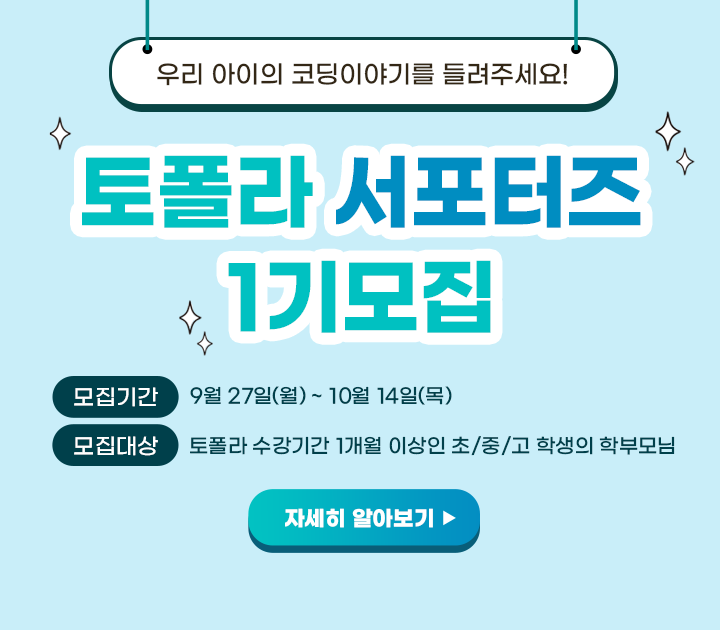 우리 아이의 코딩이야기를 들려주세요!
토폴라 서포터즈
1기모집
모집기간 9월 27일(월) ~ 10월 14일(목)
모집대상 토폴라 수강기간 1개월 이상인 초/중/고 학생의 학부모님
자세히 알아보기 ▶